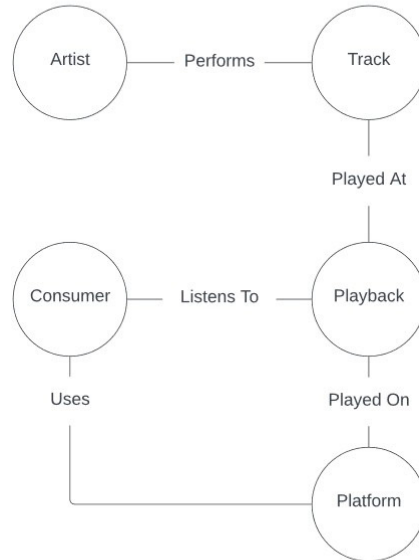 Artist
Performs
Track
Played At
Consumer
Listens To
Playback
Uses
Played On
Platform